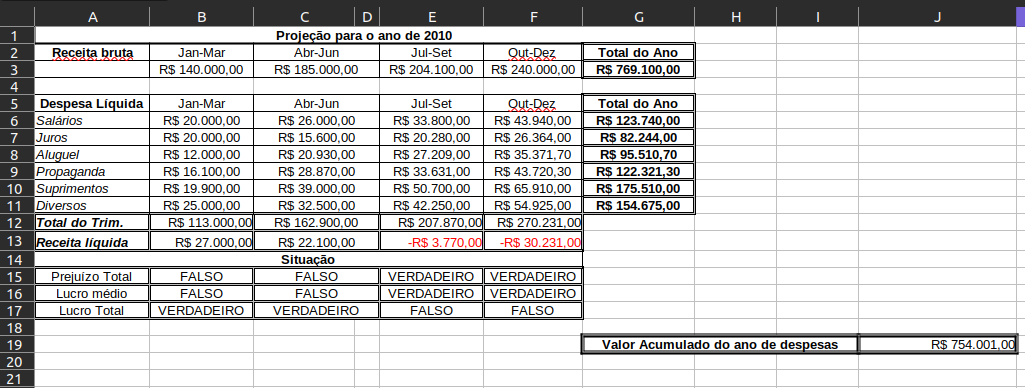 A B C D E F G H I J
1 Projeção para o ano de 2010
2 Receita bruta Jan-Mar Abr-Jun Jul-Set Out-Dez Total do Ano
3 R$ 140.000,00 R$ 185.000,00 R$ 204.100,00 R$ 240.000,00 R$ 769.100,00
4
5 Despesa Líquida Jan-Mar Abr-Jun Jul-Set Out-Dez Total do Ano
6 Salários R$ 20.000,00 R$ 26.000,00 R$ 33.800,00 R$ 43.940,00 R$ 123.740,00
7 Juros R$ 20.000,00 R$ 15.600,00 R$ 20.280,00 R$ 26.364,00 R$ 82.244,00
8 Aluguel R$ 12.000,00 R$ 20.930,00 R$ 27.209,00 R$ 35.371,70 R$ 95.510,70
9 Propaganda R$ 16.100,00 R$ 28.870,00 R$ 33.631,00 R$ 43.720,30 R$ 122.321,30
10 Suprimentos R$ 19.900,00 R$ 39.000,00 R$ 50.700,00 R$ 65.910,00 R$ 175.510,00
11 Diversos R$ 25.000,00 R$ 32.500,00 R$ 42.250,00 R$ 54.925,00 R$ 154.675,00
12 Total do Trim. R$ 113.000,00 R$ 162.900,00 R$ 207.870,00 R$ 270.231,00
13 Receita líquida R$ 27.000,00 R$ 22.100,00 -R$ 3.770,00 -R$ 30.231,00
14 Situação
15 Prejuízo Total FALSO FALSO VERDADEIRO VERDADEIRO
16 Lucro médio FALSO FALSO VERDADEIRO VERDADEIRO
17 Lucro Total VERDADEIRO VERDADEIRO FALSO FALSO
18
19 Valor Acumulado do ano de despesas R$ 754.001,00
20
21